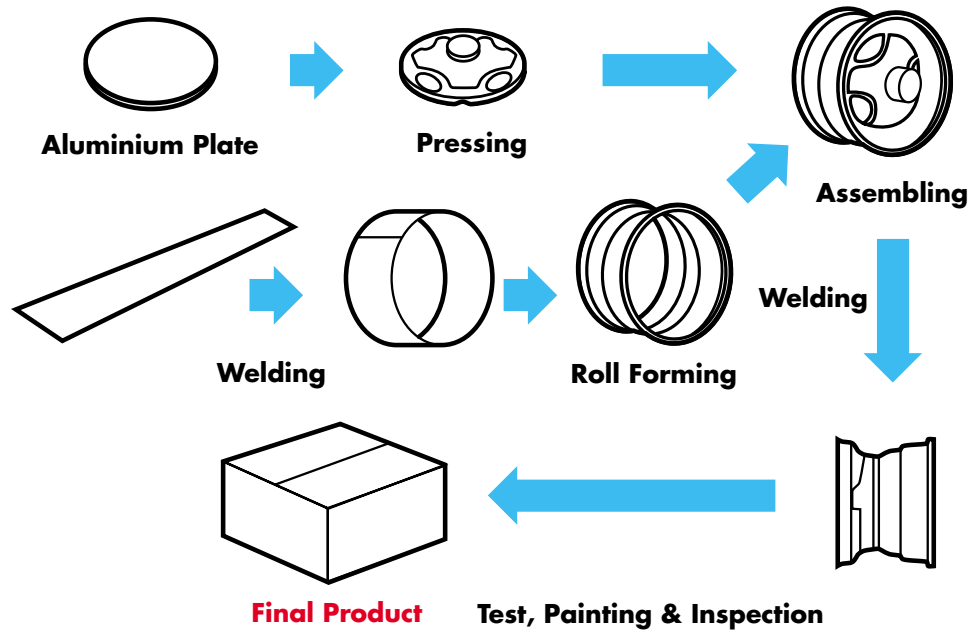 Aluminium Plate
Pressing
Assembling
Welding
Welding
Roll Forming
Final Product
Test, Painting & Inspection